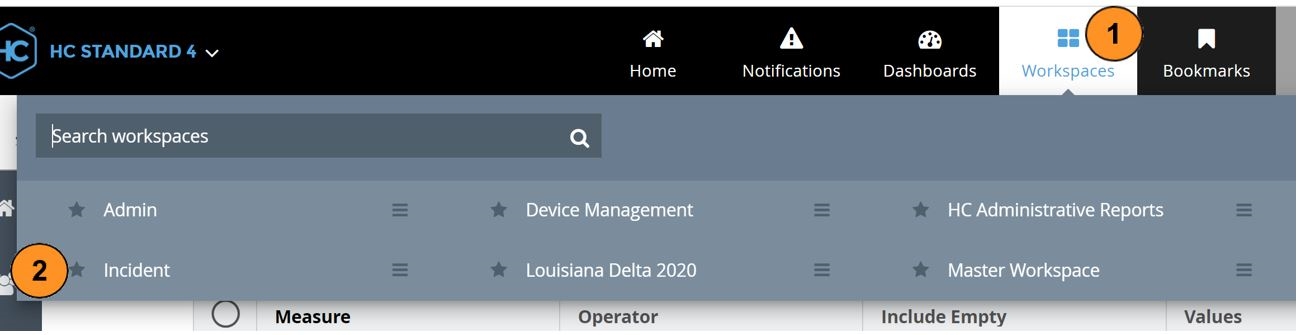 HC STANDARD 4
Home
Notifications
Dashboards
Workspaces
1
Bookmarks
Search workspaces
Admin
Device Management
HC Administrative Reports
2
Incident
Louisiana Delta 2020
Master Workspace
Measure
Operator
Include Empty
Values